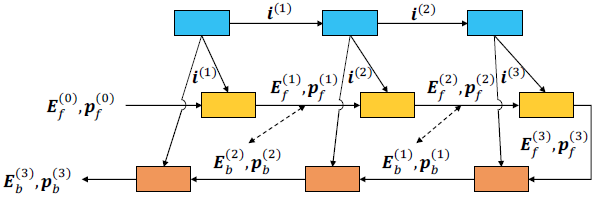 i^(1)
i^(2)
i^(1)
i^(2)
i^(3)
E_f^(0), p_f^(0)
E_f^(1), p_f^(1)
E_f^(2), p_f^(2)
E_f^(3), p_f^(3)
E_b^(2), p_b^(2)
E_b^(1), p_b^(1)
E_b^(3), p_b^(3)